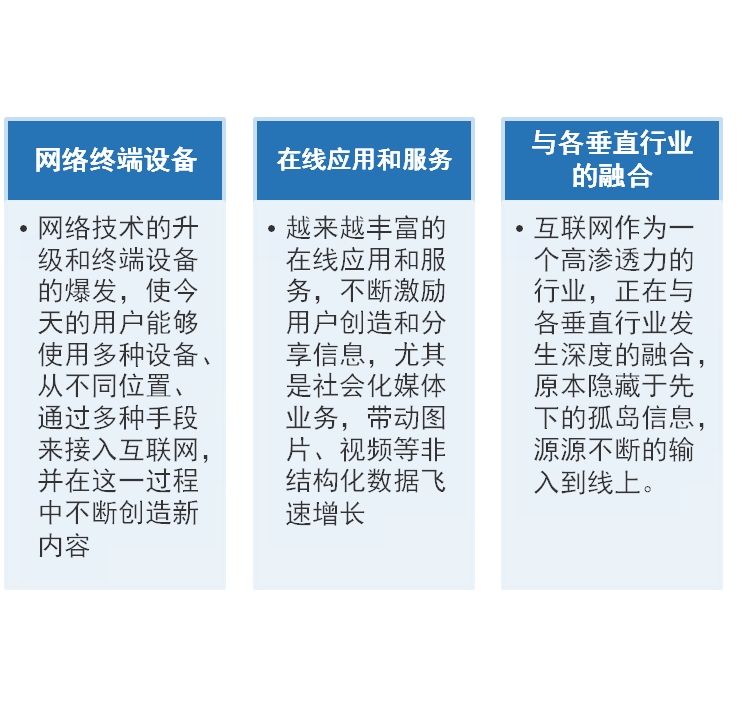 网络终端设备
• 网络技术的升
级和终端设备
的爆发，使今
天的用户能够
使用多种设备、
从不同位置、
通过多种手段
来接入互联网，
并在这一过程
中不断创造新
内容
在线应用和服务
• 越来越丰富的
在线应用和服
务，不断激励
用户创造和分
享信息，尤其
是社会化媒体
业务，带动图
片、视频等非
结构化数据飞
速增长
与各垂直行业
的融合
• 互联网作为一
个高渗透力的
行业，正在与
各垂直行业发
生深度的融合，
原本隐藏于先
下的孤岛信息，
源源不断的输
入到线上。